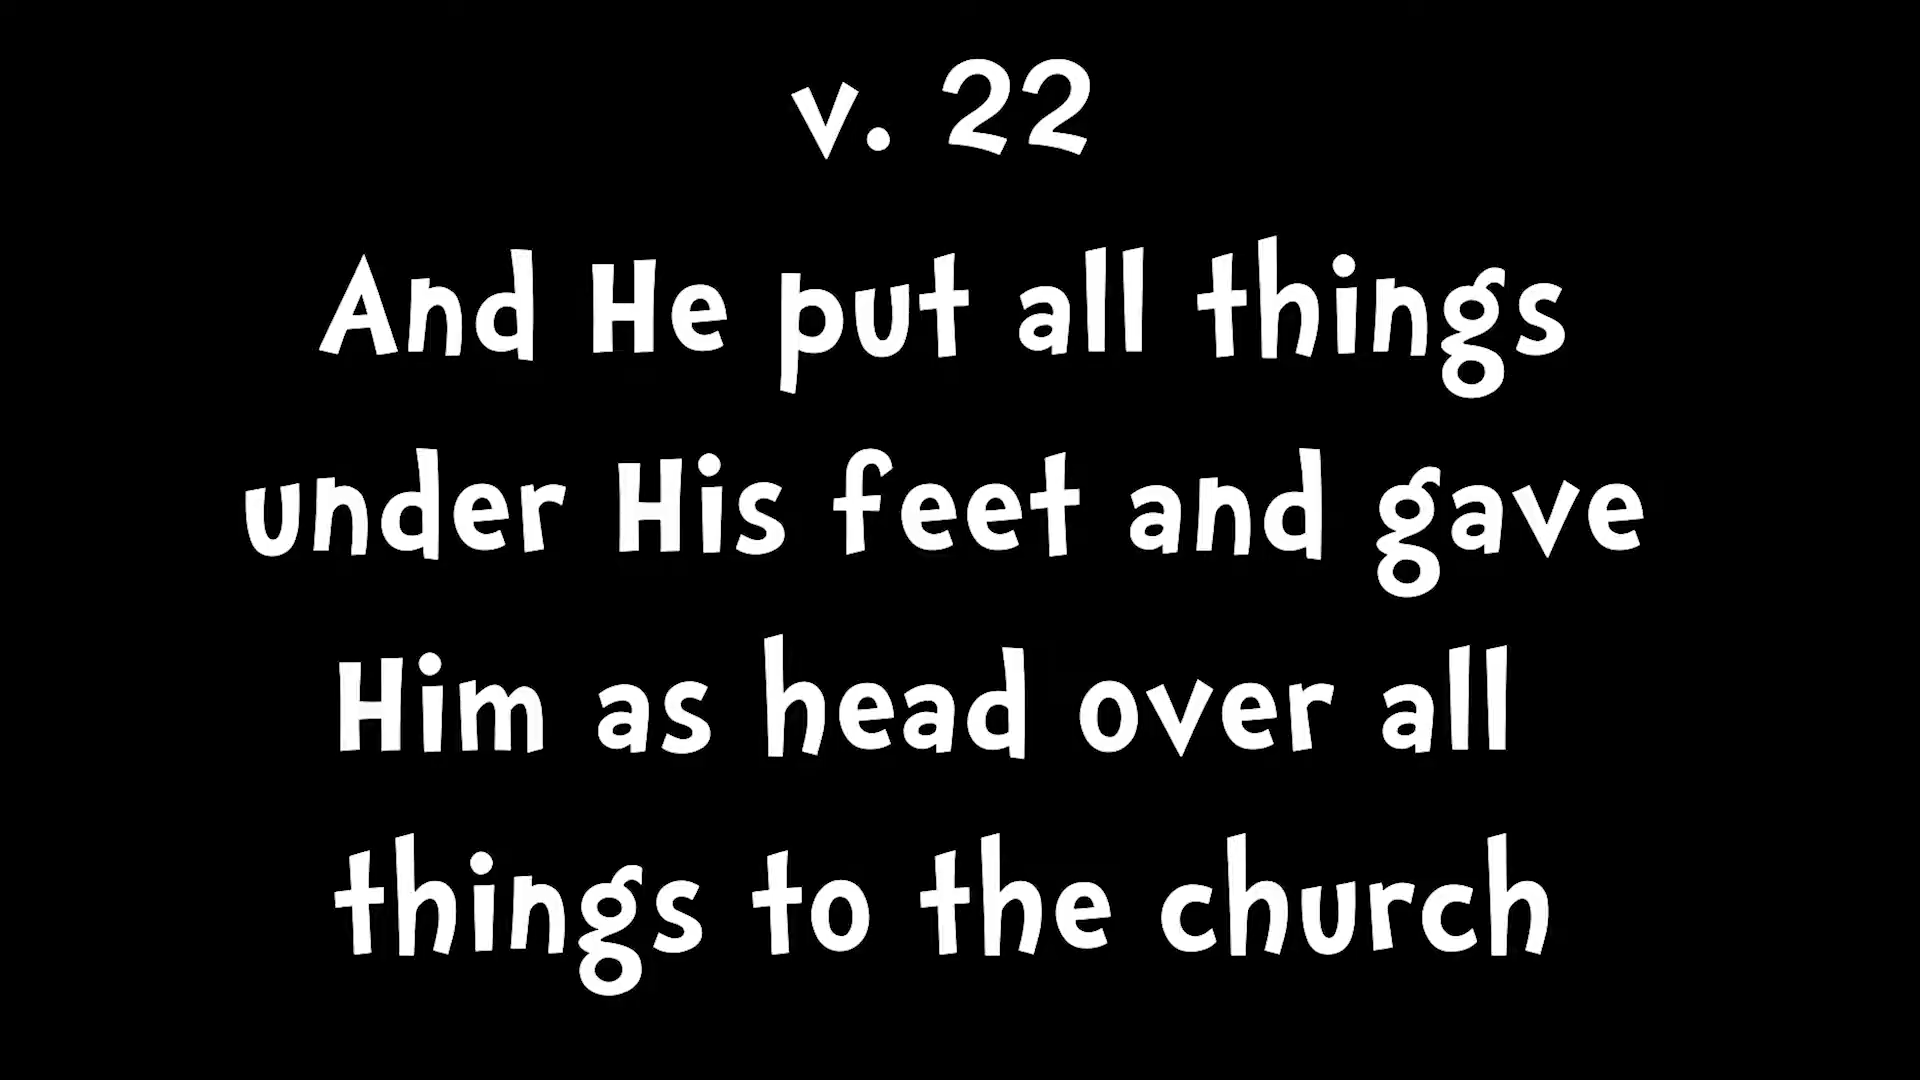 v. 22
And He put all things
under His feet and gave
Him as head over all
things to the church